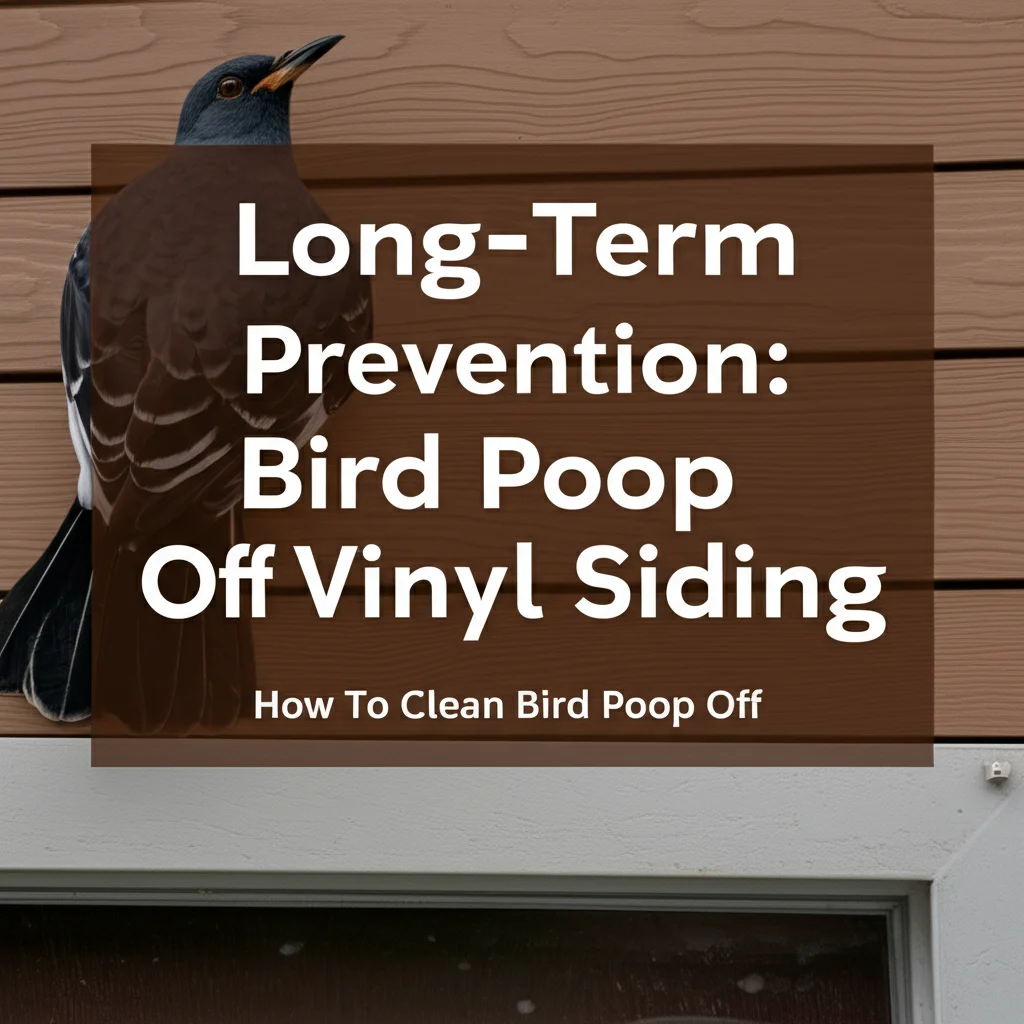 Long-Term
Prevention:
Bird Poop
Off Vinyl Siding
How To Clean Bird Poop Off